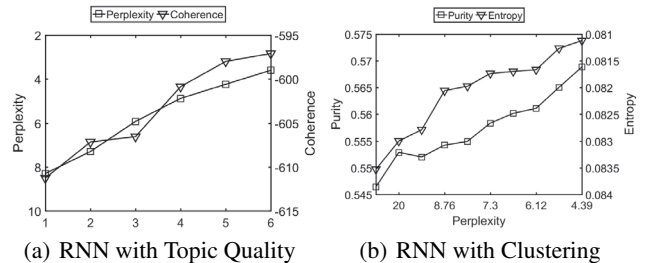 Perplexity Coherence
Purity Entropy
2
4
6
8
10
Perplexity
-595
-600
-605
-610
-615
Coherence
1 2 3 4 5 6
0.575
0.57
0.565
0.56
0.555
0.55
0.545
Purity
0.081
0.0815
0.082
0.0825
0.083
0.0835
0.084
Entropy
20 8.76 7.3 6.12 4.39
Perplexity
(a) RNN with Topic Quality
(b) RNN with Clustering